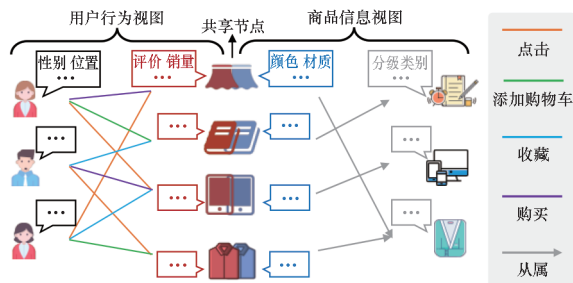 用户行为视图
共享节点
商品信息视图
性别 位置
...
评价 销量
...
颜色 材质
...
分级类别
...
...
...
...
...
...
...
...
...
...
...
点击
添加购物车
收藏
购买
从属